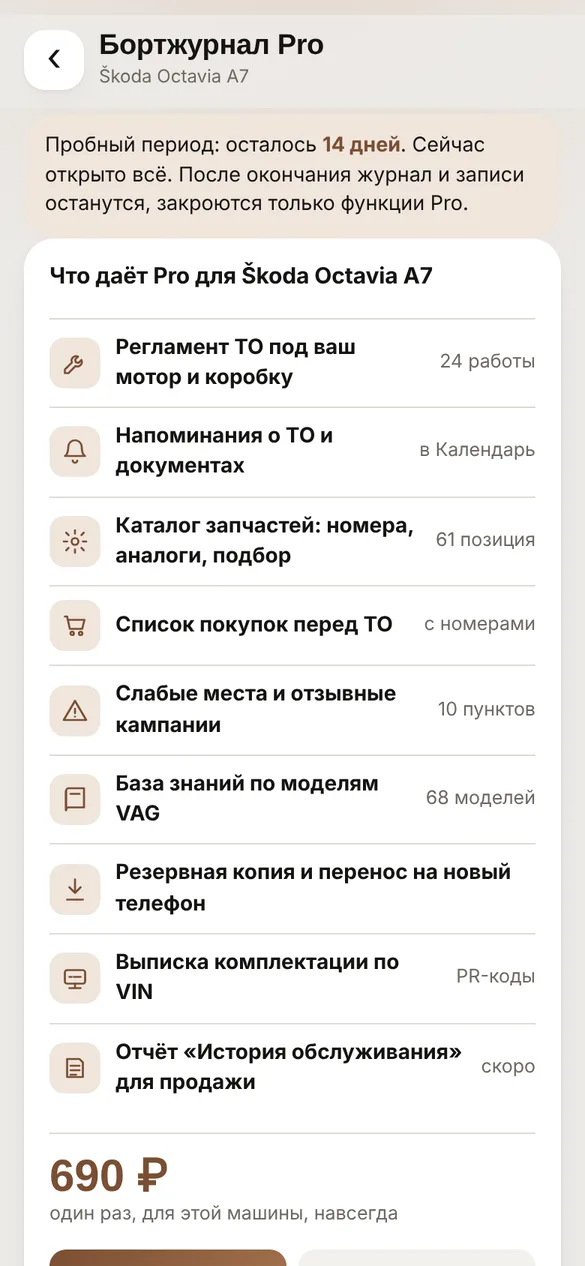 Бортжурнал Pro
Škoda Octavia A7
Пробный период: осталось 14 дней. Сейчас
открыто всё. После окончания журнал и записи
останутся, закроются только функции Pro.
Что даёт Pro для Škoda Octavia A7
Регламент ТО под ваш
мотор и коробку
24 работы
Напоминания о ТО и
документах
в Календарь
Каталог запчастей: номера,
аналоги, подбор
61 позиция
Список покупок перед ТО
с номерами
Слабые места и отзывные
кампании
10 пунктов
База знаний по моделям
VAG
68 моделей
Резервная копия и перенос на новый
телефон
Выписка комплектации по
VIN
PR-коды
Отчёт «История обслуживания»
для продажи
скоро
690 ₽
один раз, для этой машины, навсегда